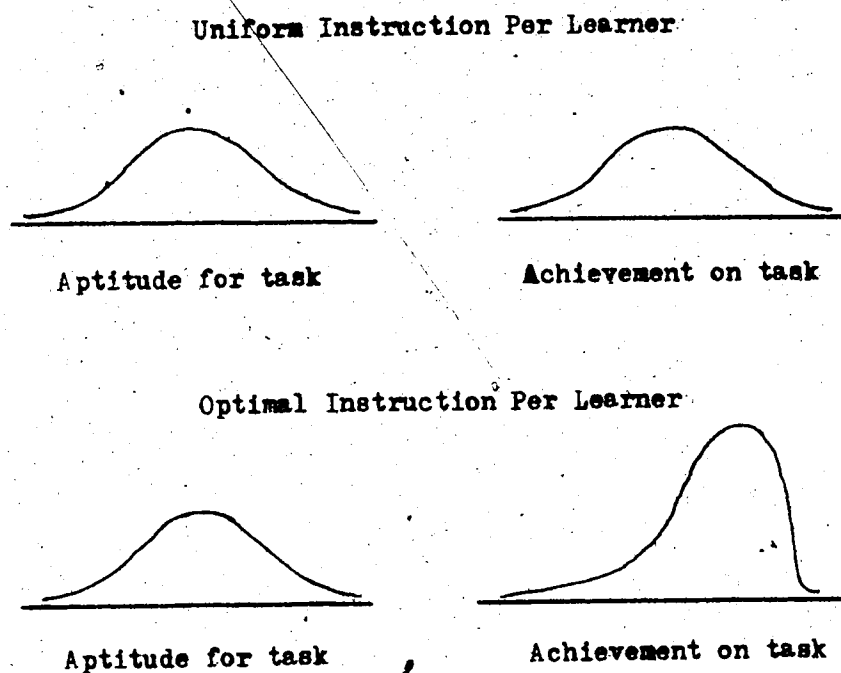 Uniform Instruction Per Learner
Aptitude for task
Achievement on task
Optimal Instruction Per Learner
Aptitude for task
Achievement on task